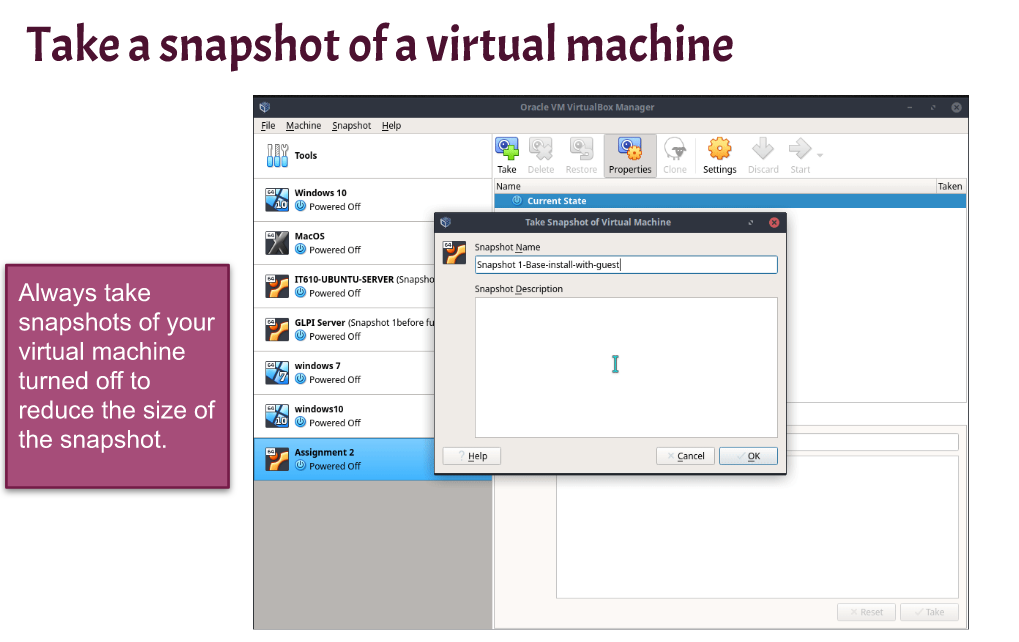 Take a snapshot of a virtual machine
Oracle VM VirtualBox Manager
File Machine Snapshot Help
Tools
Take Delete Restore Properties Clone Settings Discard Start
Name Taken
Current State
Windows 10
Powered Off
MacOS
Powered Off
IT610-UBUNTU-SERVER (Snapsho
Powered Off
GLPI Server (Snapshot 1before fu
Powered Off
windows 7
Powered Off
windows10
Powered Off
Assignment 2
Powered Off
Take Snapshot of Virtual Machine
Snapshot Name
Snapshot 1-Base-install-with-guest
Snapshot Description
? Help Cancel OK
Reset Take
Always take
snapshots of your
virtual machine
turned off to
reduce the size of
the snapshot.